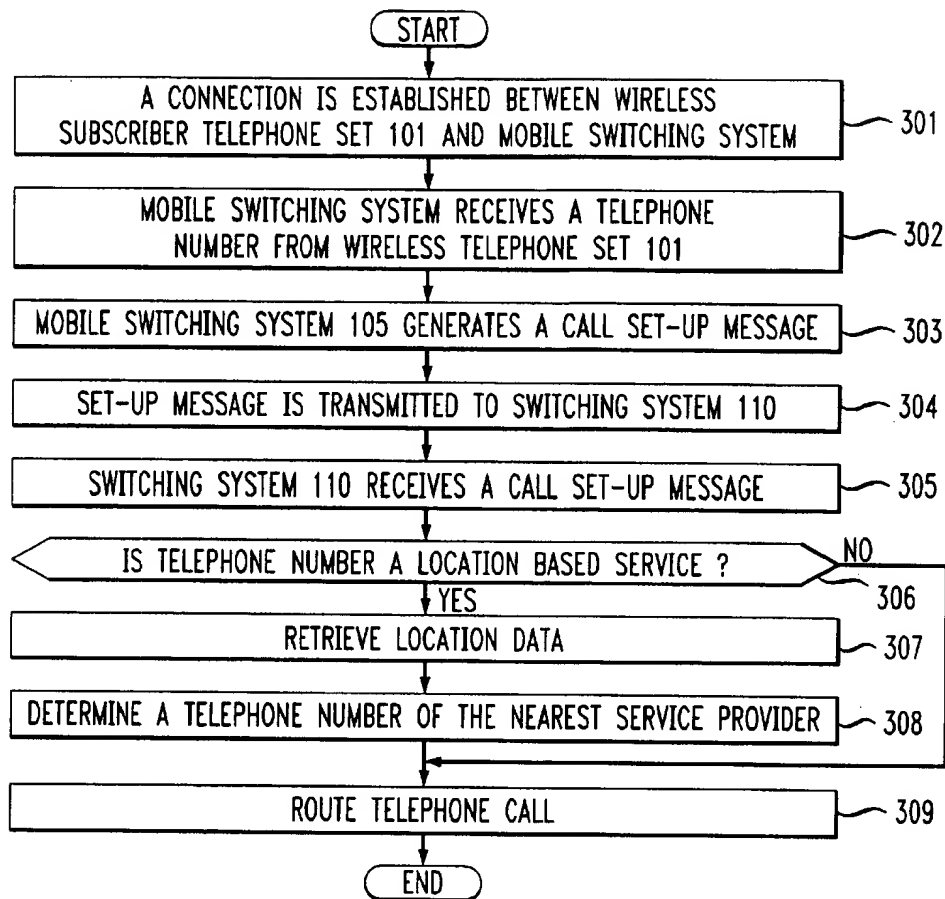 START
A CONNECTION IS ESTABLISHED BETWEEN WIRELESS
SUBSCRIBER TELEPHONE SET 101 AND MOBILE SWITCHING SYSTEM
301
MOBILE SWITCHING SYSTEM RECEIVES A TELEPHONE
NUMBER FROM WIRELESS TELEPHONE SET 101
302
MOBILE SWITCHING SYSTEM 105 GENERATES A CALL SET-UP MESSAGE
303
SET-UP MESSAGE IS TRANSMITTED TO SWITCHING SYSTEM 110
304
SWITCHING SYSTEM 110 RECEIVES A CALL SET-UP MESSAGE
305
IS TELEPHONE NUMBER A LOCATION BASED SERVICE ?
NO
306
YES
RETRIEVE LOCATION DATA
307
DETERMINE A TELEPHONE NUMBER OF THE NEAREST SERVICE PROVIDER
308
ROUTE TELEPHONE CALL
309
END